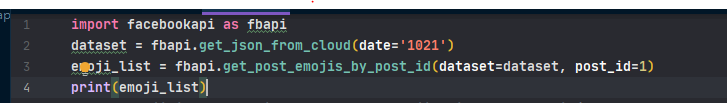 ap
1 import facebookapi as fbapi
2 dataset = fbapi.get_json_from_cloud(date='1021')
3 emoji_list = fbapi.get_post_emojis_by_post_id(dataset=dataset, post_id=1)
4 print(emoji_list)